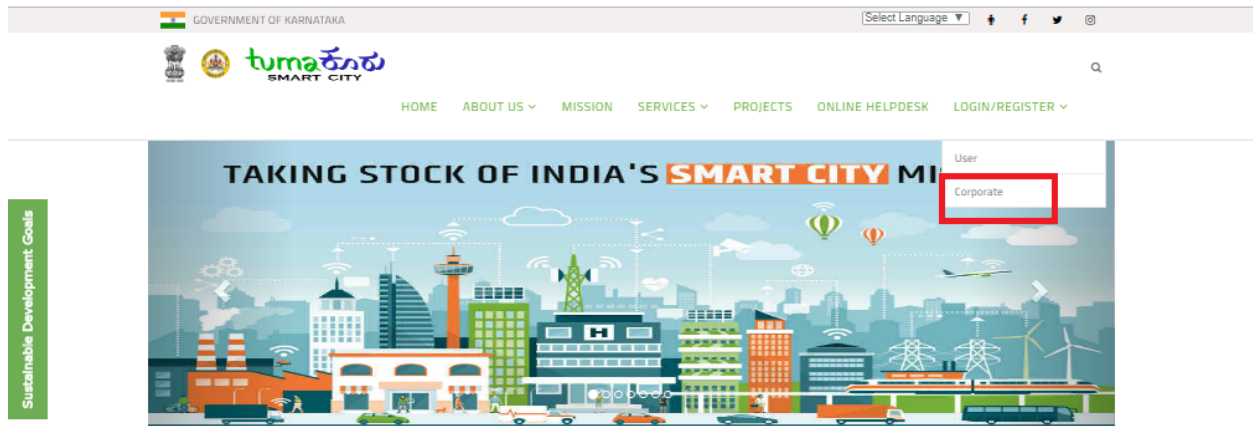 GOVERNMENT OF KARNATAKA
Select Language ▼
tumaಕೂರು
SMART CITY
HOME ABOUT US MISSION SERVICES PROJECTS ONLINE HELPDESK LOGIN/REGISTER
User
Corporate
TAKING STOCK OF INDIA'S SMART CITY MI
Sustainable Development Goals
H